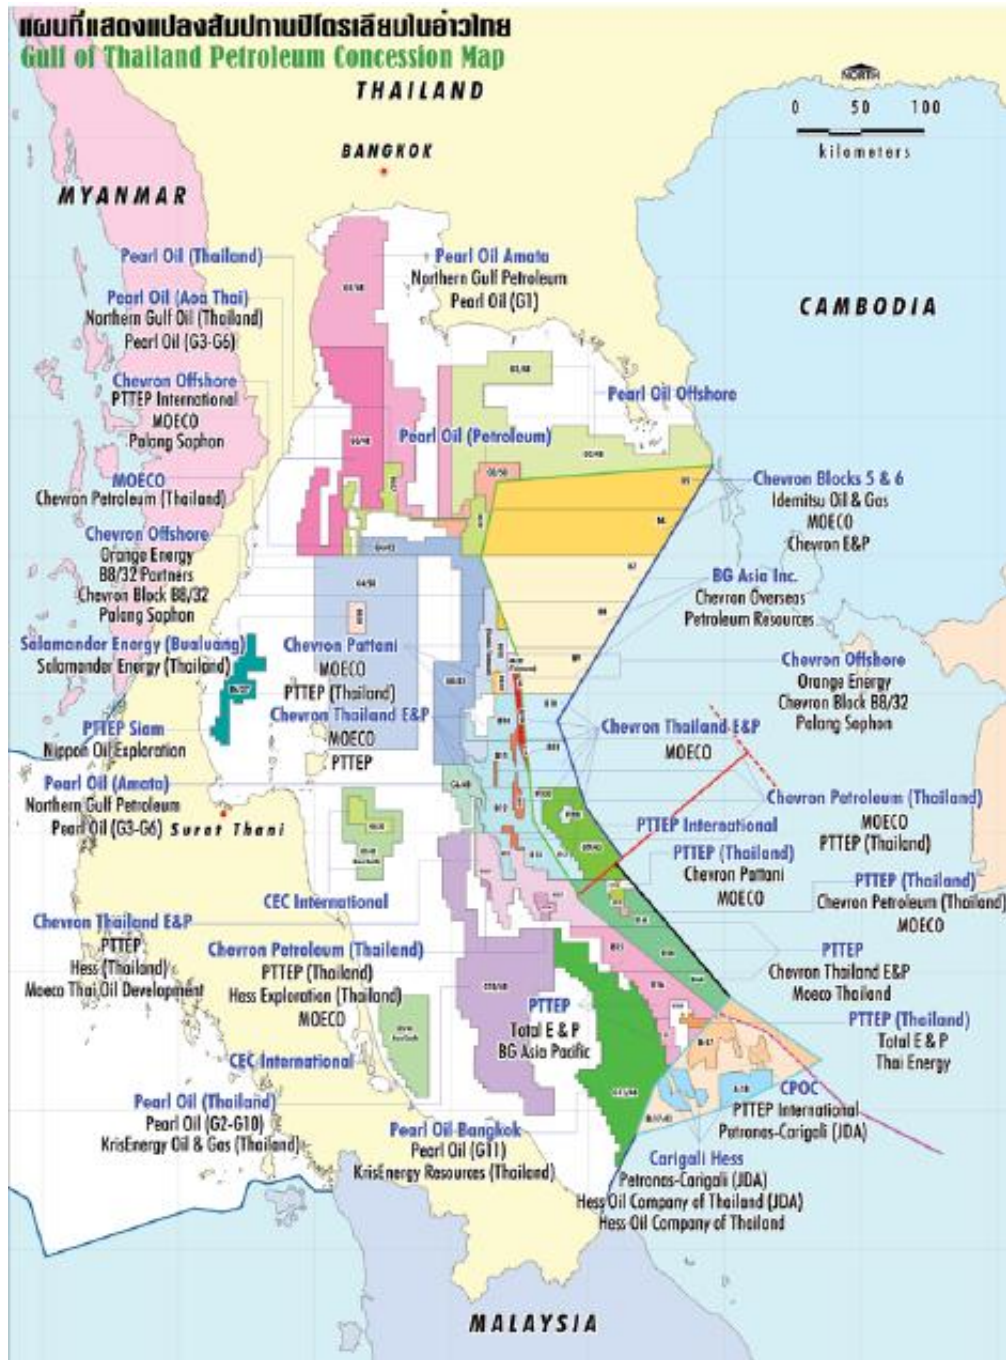 แผนที่แสดงแปลงสัมปทานปิโตรเลียมในอ่าวไทย
Gulf of Thailand Petroleum Concession Map
THAILAND
NORTH
0 50 100
kilometers
BANGKOK
MYANMAR
CAMBODIA
Pearl Oil (Thailand)
Pearl Oil Amata
Northern Gulf Petroleum
Pearl Oil (G1)
Pearl Oil (Aoa Thai)
Northern Gulf Oil (Thailand)
Pearl Oil (G3-G6)
Chevron Offshore
PTTEP International
MOECO
Palang Sophon
Pearl Oil Offshore
Pearl Oil (Petroleum)
MOECO
Chevron Petroleum (Thailand)
Chevron Blocks 5 & 6
Idemitsu Oil & Gas
MOECO
Chevron E&P
Chevron Offshore
Orange Energy
B8/32 Partners
Chevron Block B8/32
Palang Sophon
BG Asia Inc.
Chevron Overseas
Petroleum Resources
Salamander Energy (Bualuang)
Salamander Energy (Thailand)
Chevron Pattani
MOECO
PTTEP (Thailand)
Chevron Offshore
Orange Energy
Chevron Block B8/32
Palang Sophon
Chevron Thailand E&P
MOECO
PTTEP
Chevron Thailand E&P
MOECO
PTTEP Siam
Nippon Oil Exploration
Pearl Oil (Amata)
Northern Gulf Petroleum
Pearl Oil (G3-G6)
Surat Thani
Chevron Petroleum (Thailand)
MOECO
PTTEP (Thailand)
PTTEP International
PTTEP (Thailand)
Chevron Pattani
MOECO
PTTEP (Thailand)
Chevron Petroleum (Thailand)
MOECO
CEC International
Chevron Thailand E&P
PTTEP
Hess (Thailand)
Moeco Thai Oil Development
Chevron Petroleum (Thailand)
PTTEP (Thailand)
Hess Exploration (Thailand)
MOECO
PTTEP
Chevron Thailand E&P
Moeco Thailand
PTTEP
Total E & P
BG Asia Pacific
PTTEP (Thailand)
Total E & P
Thai Energy
CEC International
CPOC
PTTEP International
Petronas-Carigali (JDA)
Pearl Oil (Thailand)
Pearl Oil (G2-G10)
KrisEnergy Oil & Gas (Thailand)
Pearl Oil Bangkok
Pearl Oil (G11)
KrisEnergy Resources (Thailand)
Carigali Hess
Petronas-Carigali (JDA)
Hess Oil Company of Thailand (JDA)
Hess Oil Company of Thailand
MALAYSIA